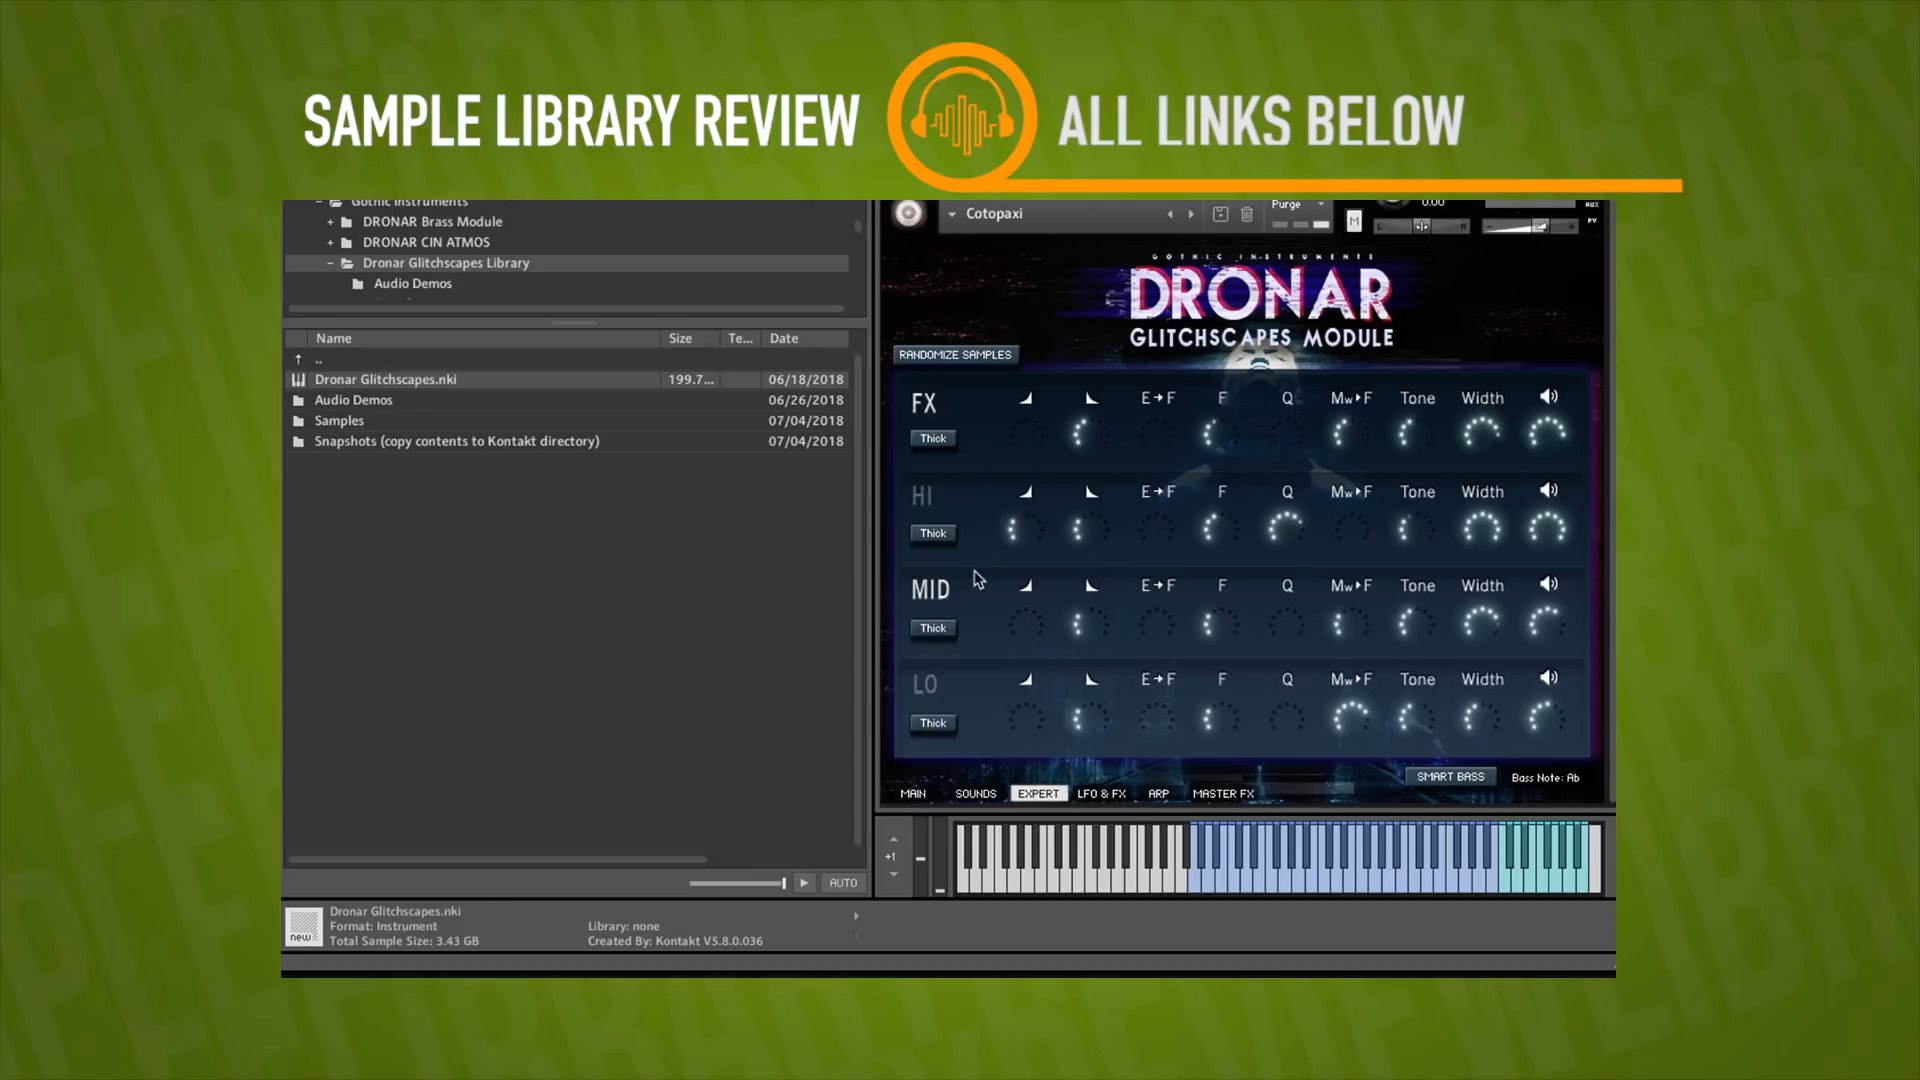 SAMPLE LIBRARY REVIEW
ALL LINKS BELOW
Gothic Instruments
DRONAR Brass Module
DRONAR CIN ATMOS
Dronar Glitchscapes Library
Audio Demos
Name Size Te... Date
..
Dronar Glitchscapes.nki 199.7... 06/18/2018
Audio Demos 06/26/2018
Samples 07/04/2018
Snapshots (copy contents to Kontakt directory) 07/04/2018
AUTO
new
Dronar Glitchscapes.nki
Format: Instrument
Total Sample Size: 3.43 GB
Library: none
Created By: Kontakt V5.8.0.036
Cotopaxi
Purge
M
0.00
L R
AUX
PV
GOTHIC INSTRUMENTS
DRONAR
GLITCHSCAPES MODULE
RANDOMIZE SAMPLES
FX E→F F Q Mw▸F Tone Width
Thick
HI E→F F Q Mw▸F Tone Width
Thick
MID E→F F Q Mw▸F Tone Width
Thick
LO E→F F Q Mw▸F Tone Width
Thick
SMART BASS Bass Note: Ab
MAIN SOUNDS EXPERT LFO & FX ARP MASTER FX
+1